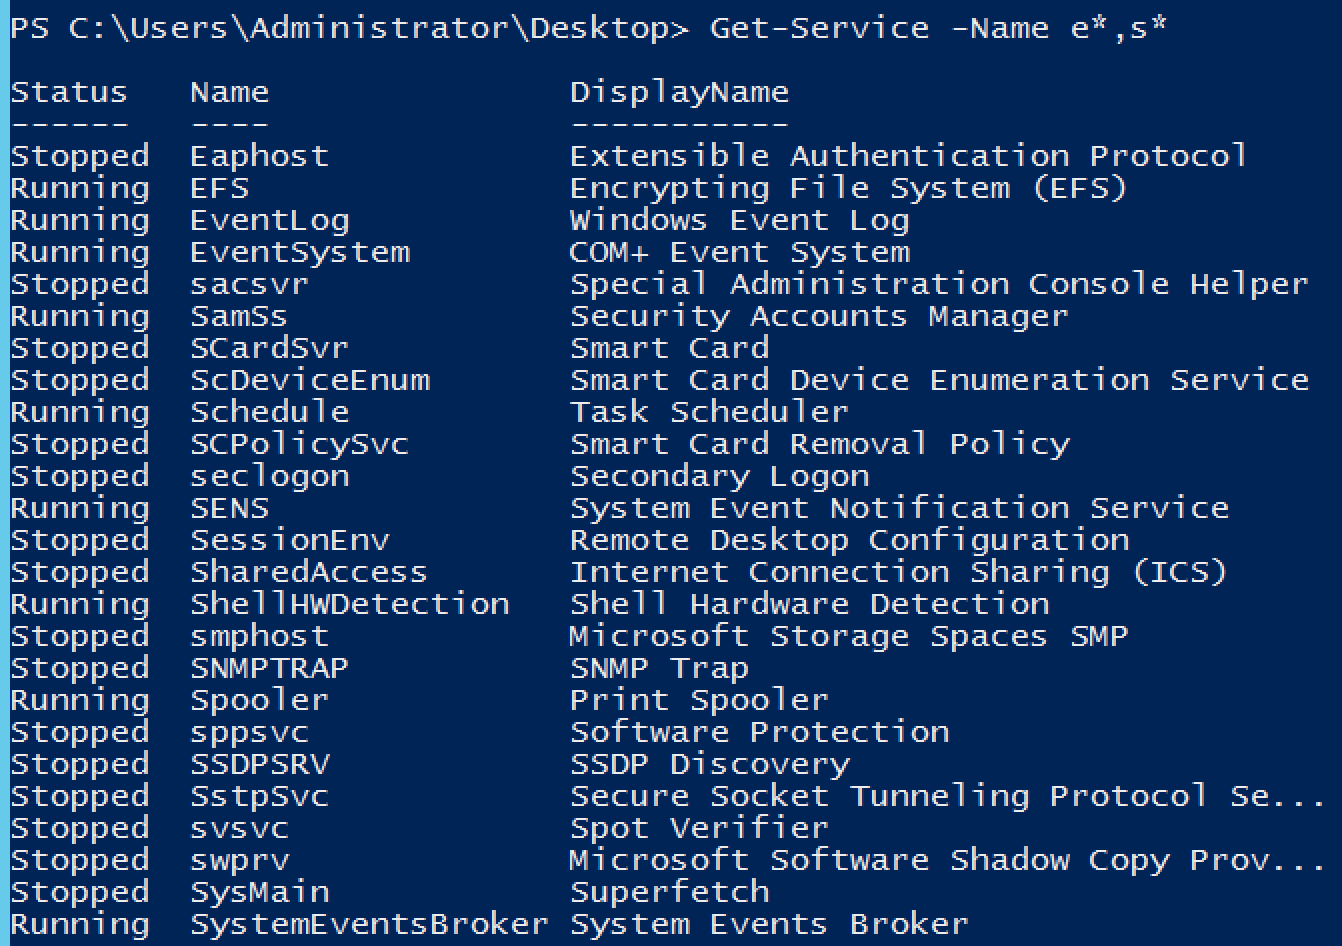 PS C:\Users\Administrator\Desktop> Get-Service -Name e*,s*
Status   Name               DisplayName
------   ----               -----------
Stopped  Eaphost            Extensible Authentication Protocol
Running  EFS                Encrypting File System (EFS)
Running  EventLog           Windows Event Log
Running  EventSystem        COM+ Event System
Stopped  sacsvr             Special Administration Console Helper
Running  SamSs              Security Accounts Manager
Stopped  SCardSvr           Smart Card
Stopped  ScDeviceEnum       Smart Card Device Enumeration Service
Running  Schedule           Task Scheduler
Stopped  SCPolicySvc        Smart Card Removal Policy
Stopped  seclogon           Secondary Logon
Running  SENS               System Event Notification Service
Stopped  SessionEnv         Remote Desktop Configuration
Stopped  SharedAccess       Internet Connection Sharing (ICS)
Running  ShellHWDetection   Shell Hardware Detection
Stopped  smphost            Microsoft Storage Spaces SMP
Stopped  SNMPTRAP           SNMP Trap
Running  Spooler            Print Spooler
Stopped  sppsvc             Software Protection
Stopped  SSDPSRV            SSDP Discovery
Stopped  SstpSvc            Secure Socket Tunneling Protocol Se...
Stopped  svsvc              Spot Verifier
Stopped  swprv              Microsoft Software Shadow Copy Prov...
Stopped  SysMain            Superfetch
Running  SystemEventsBroker System Events Broker